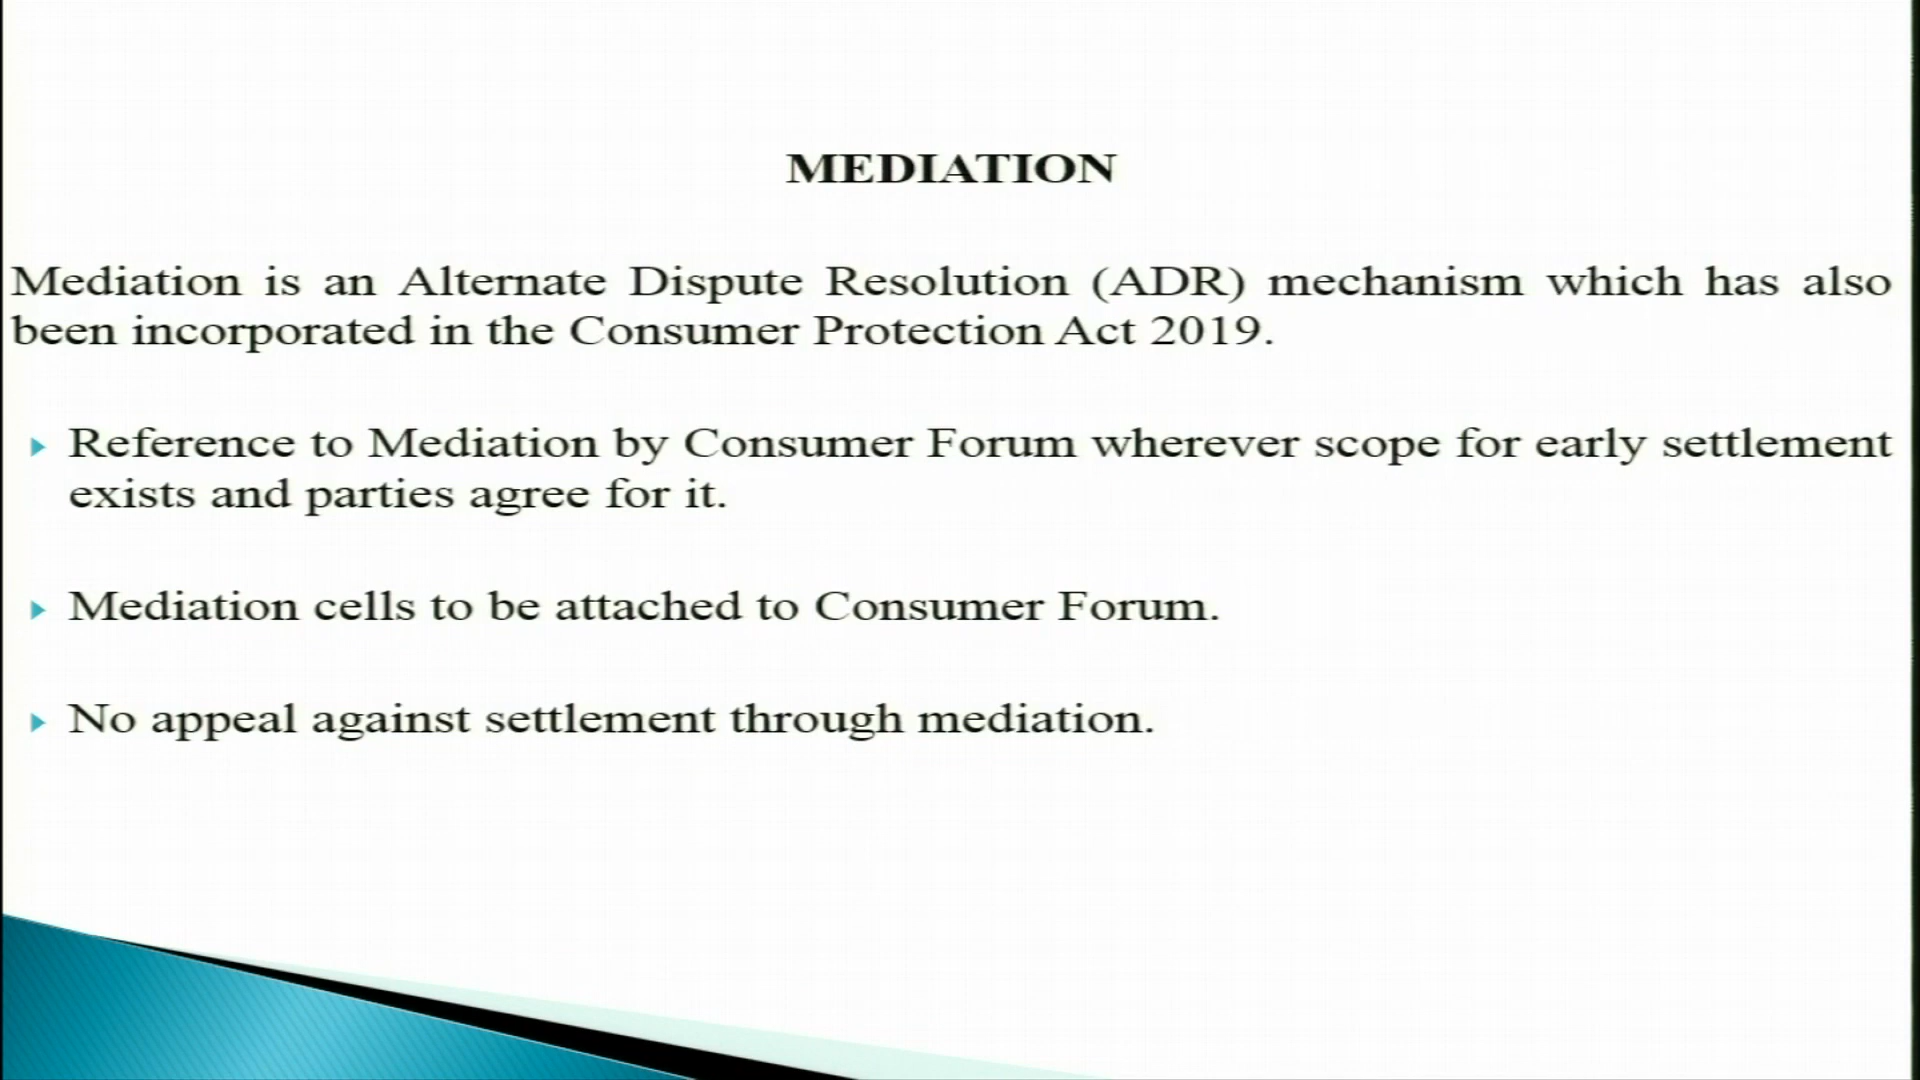 MEDIATION
Mediation is an Alternate Dispute Resolution (ADR) mechanism which has also
been incorporated in the Consumer Protection Act 2019.
Reference to Mediation by Consumer Forum wherever scope for early settlement
exists and parties agree for it.
Mediation cells to be attached to Consumer Forum.
No appeal against settlement through mediation.